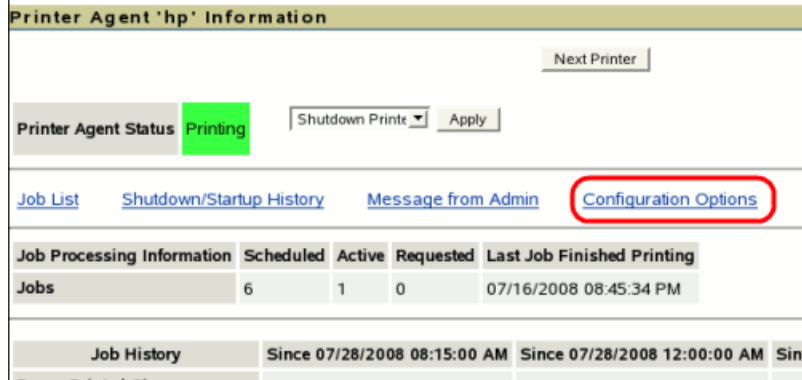 Printer Agent 'hp' Information
Next Printer
Printer Agent Status Printing Shutdown Printe Apply
Job List Shutdown/Startup History Message from Admin Configuration Options
Job Processing Information Scheduled Active Requested Last Job Finished Printing
Jobs 6 1 0 07/16/2008 08:45:34 PM
Job History Since 07/28/2008 08:15:00 AM Since 07/28/2008 12:00:00 AM Sin